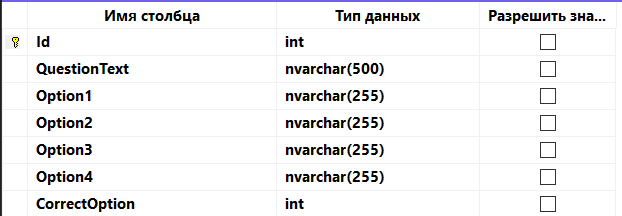 Имя столбца Тип данных Разрешить зна...
Id int
QuestionText nvarchar(500)
Option1 nvarchar(255)
Option2 nvarchar(255)
Option3 nvarchar(255)
Option4 nvarchar(255)
CorrectOption int